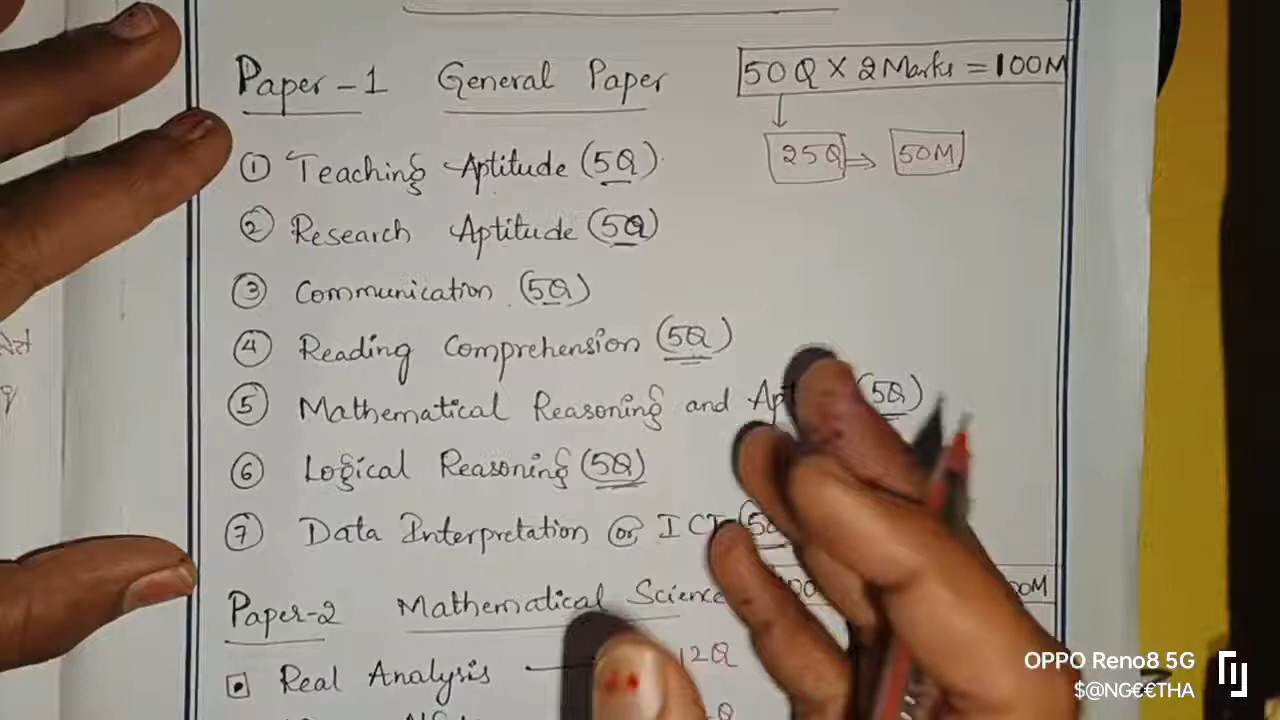 Paper-1 General Paper
50Q × 2 Marks = 100M
25Q ⇒ 50M
① Teaching Aptitude (5Q)
② Research Aptitude (5Q)
③ Communication (5Q)
④ Reading Comprehension (5Q)
⑤ Mathematical Reasoning and (5Q)
⑥ Logical Reasoning (5Q)
⑦ Data Interpretation or ICT
Paper-2 Mathematical Science
Real Analysis 12Q
OPPO Reno8 5G
$@NG€€THA